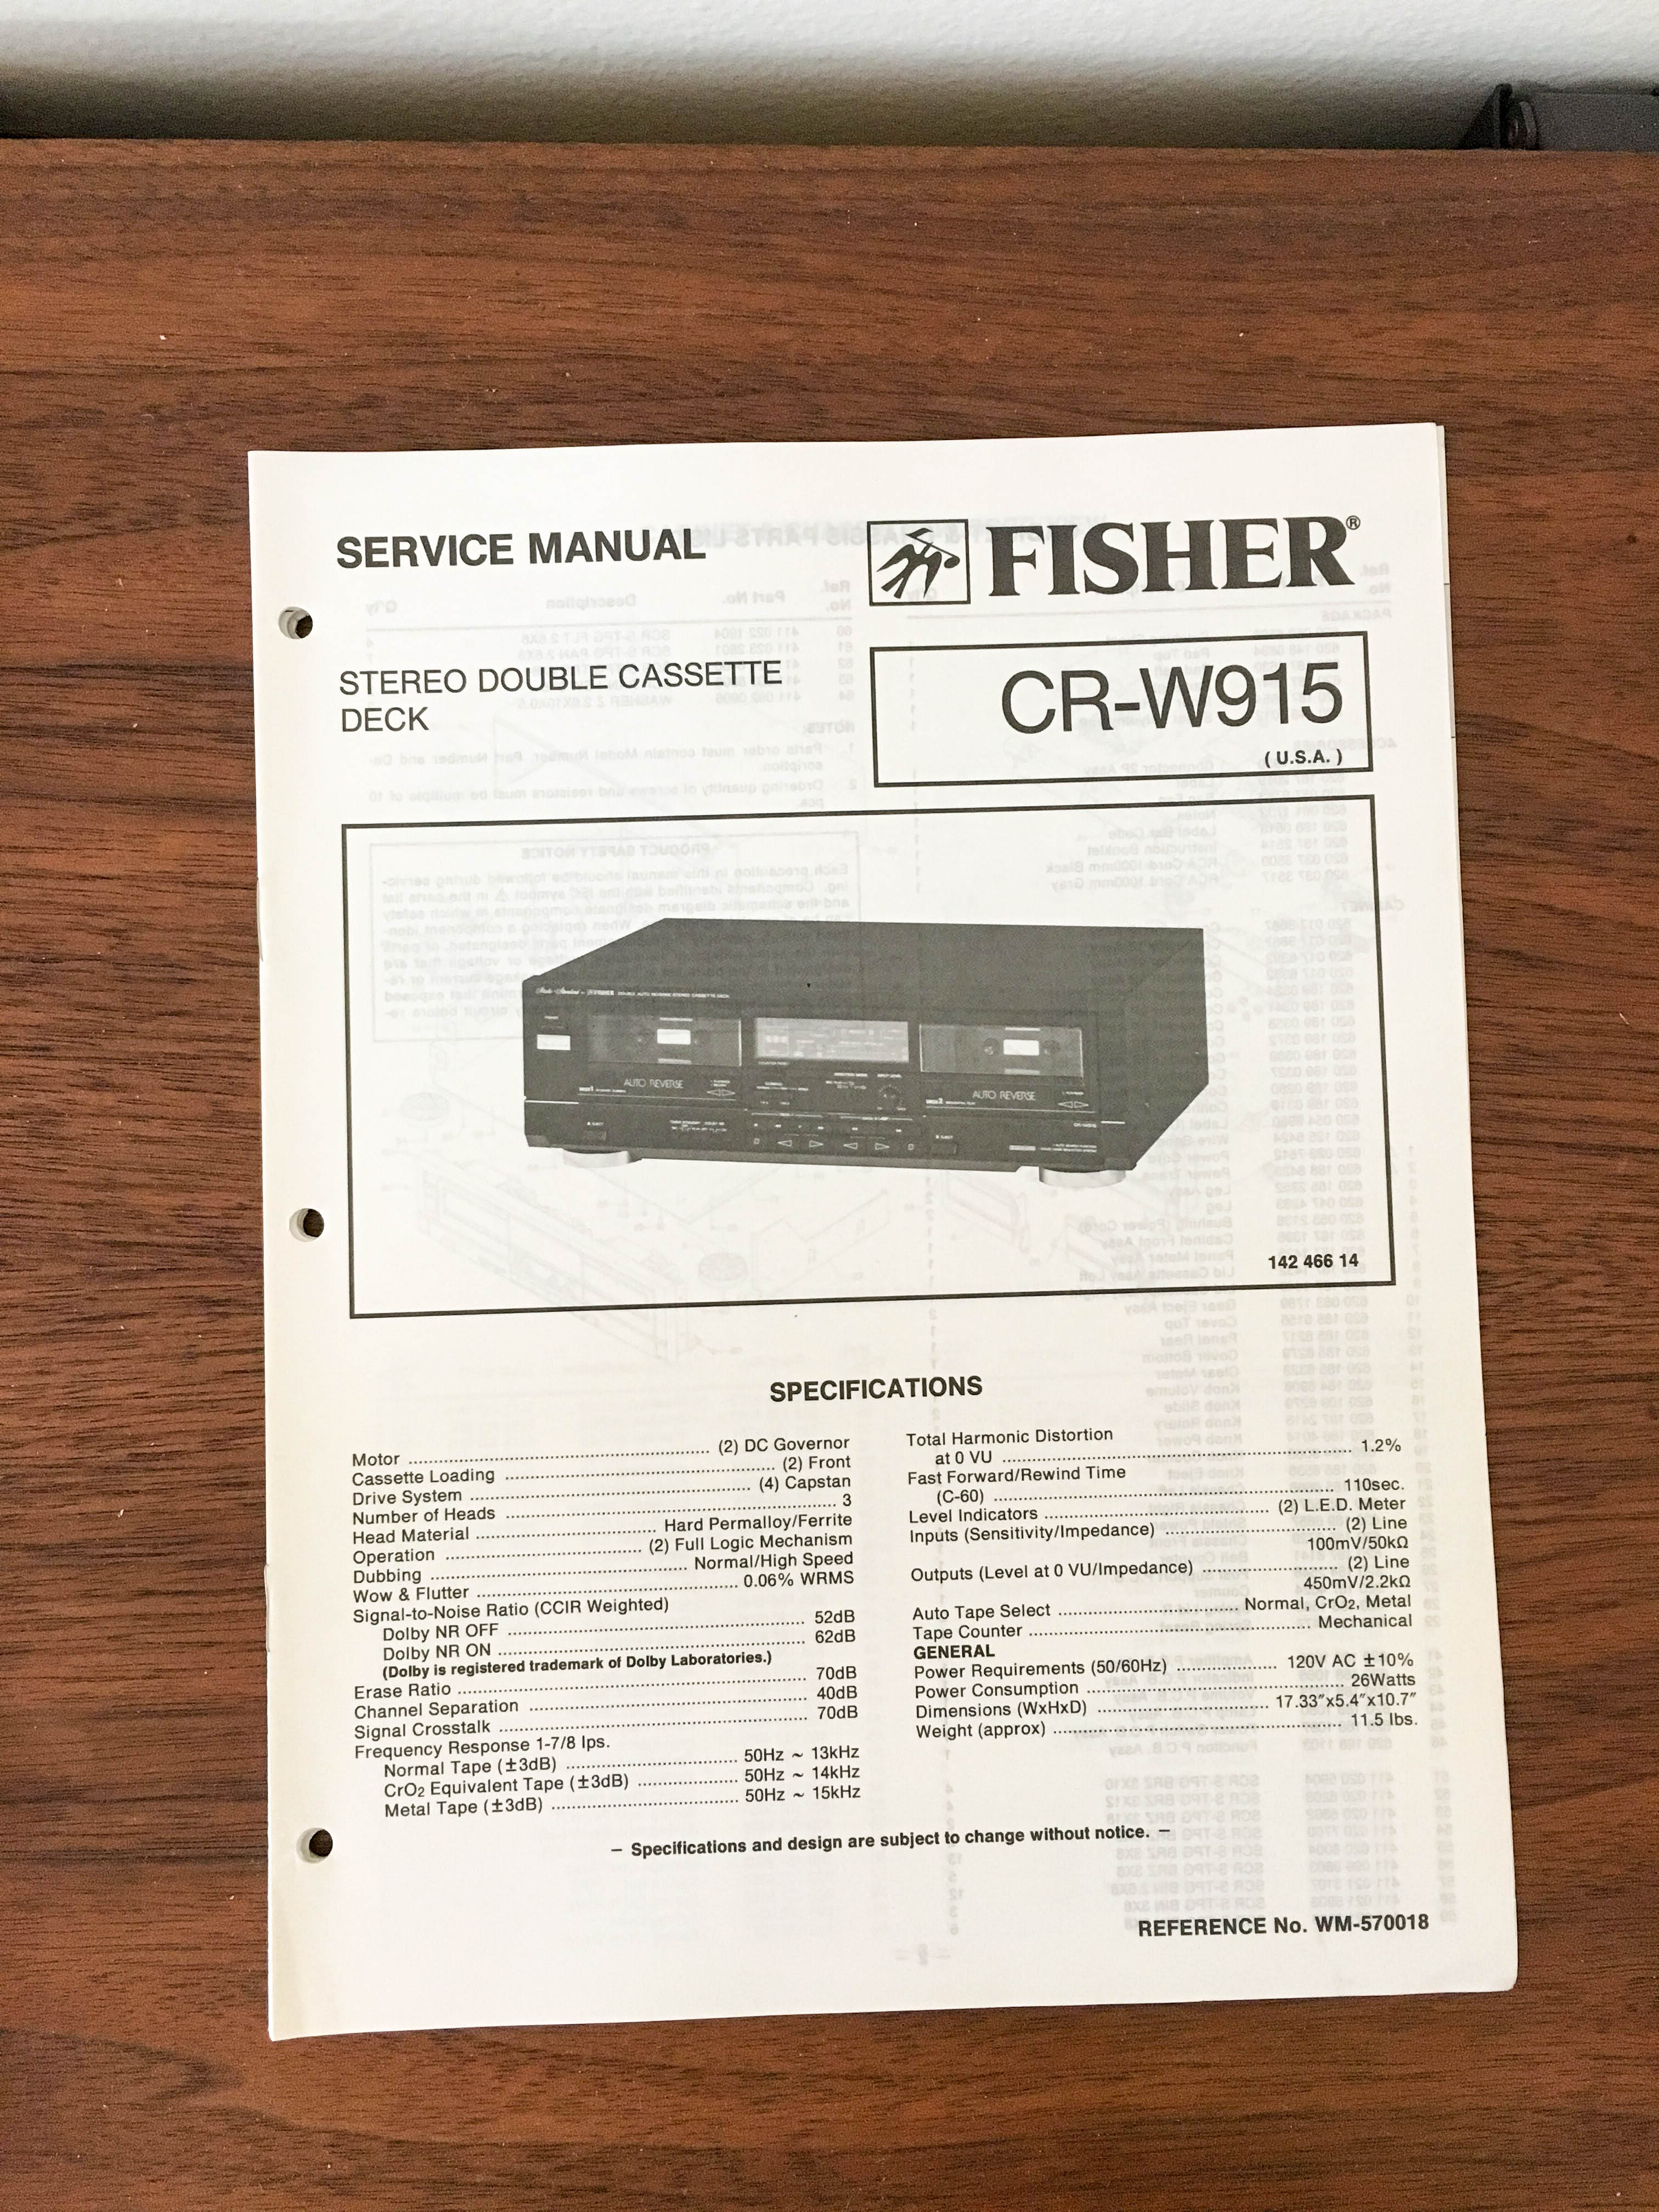 SERVICE MANUAL
FISHER®
STEREO DOUBLE CASSETTE
DECK
CR-W915
( U.S.A. )
AUTO REVERSE
AUTO REVERSE
142 466 14
SPECIFICATIONS
Motor ........ (2) DC Governor
Cassette Loading ........ (2) Front
Drive System ........ (4) Capstan
Number of Heads ........ 3
Head Material ........ Hard Permalloy/Ferrite
Operation ........ (2) Full Logic Mechanism
Dubbing ........ Normal/High Speed
Wow & Flutter ........ 0.06% WRMS
Signal-to-Noise Ratio (CCIR Weighted)
Dolby NR OFF ........ 52dB
Dolby NR ON ........ 62dB
(Dolby is registered trademark of Dolby Laboratories.)
Erase Ratio ........ 70dB
Channel Separation ........ 40dB
Signal Crosstalk ........ 70dB
Frequency Response 1-7/8 Ips.
Normal Tape (±3dB) ........ 50Hz ~ 13kHz
CrO2 Equivalent Tape (±3dB) ........ 50Hz ~ 14kHz
Metal Tape (±3dB) ........ 50Hz ~ 15kHz
Total Harmonic Distortion
at 0 VU ........ 1.2%
Fast Forward/Rewind Time
(C-60) ........ 110sec.
Level Indicators ........ (2) L.E.D. Meter
Inputs (Sensitivity/Impedance) ........ (2) Line
100mV/50kΩ
Outputs (Level at 0 VU/Impedance) ........ (2) Line
450mV/2.2kΩ
Auto Tape Select ........ Normal, CrO2, Metal
Tape Counter ........ Mechanical
GENERAL
Power Requirements (50/60Hz) ........ 120V AC ±10%
Power Consumption ........ 26Watts
Dimensions (WxHxD) ........ 17.33″x5.4″x10.7″
Weight (approx) ........ 11.5 lbs.
– Specifications and design are subject to change without notice. –
REFERENCE No. WM-570018